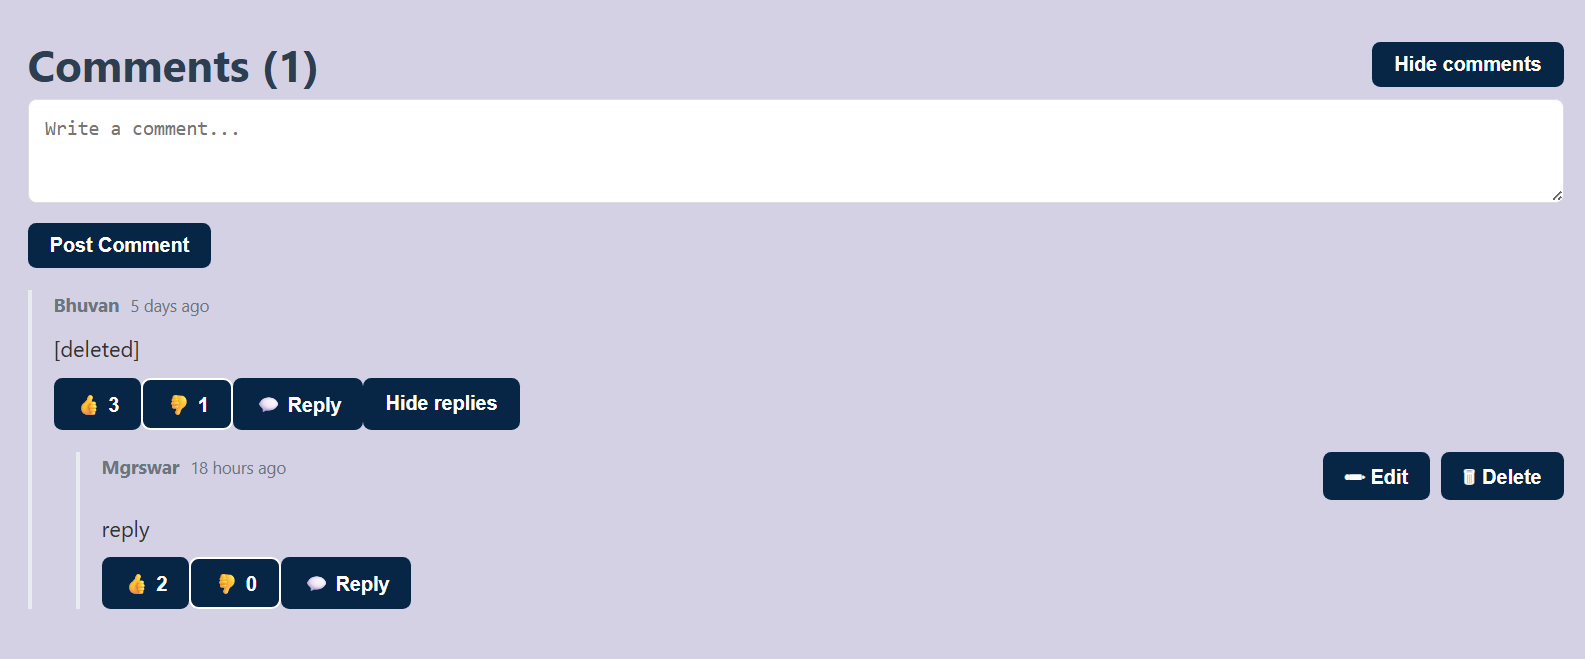 Comments (1)
Hide comments
Write a comment...
Post Comment
Bhuvan 5 days ago
[deleted]
👍 3 👎 1 💬 Reply Hide replies
Mgrswar 18 hours ago
✏ Edit 🗑 Delete
reply
👍 2 👎 0 💬 Reply